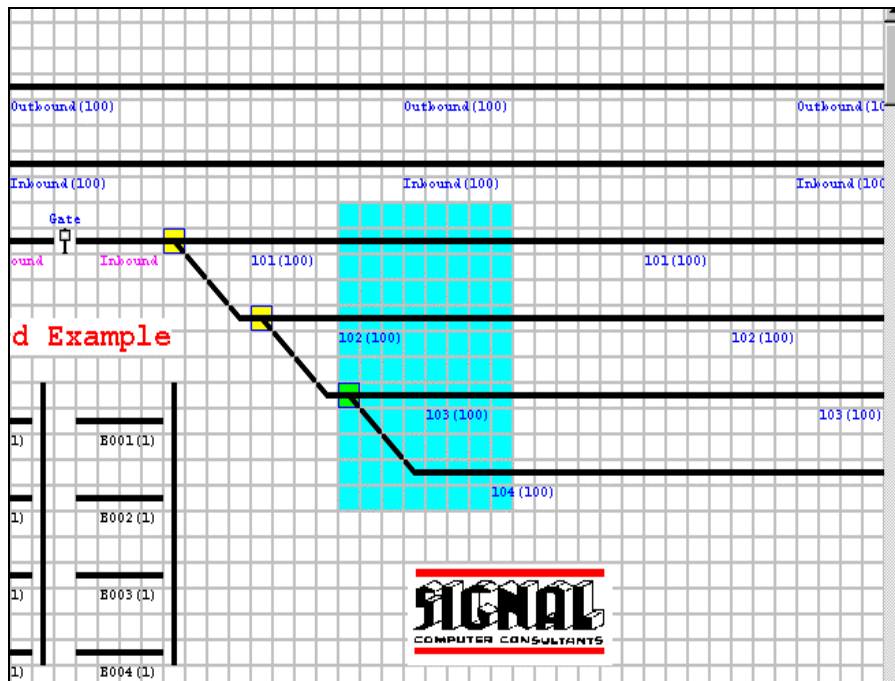 Outbound(100) Outbound(100) Outbound(10
Inbound(100) Inbound(100) Inbound(100
Gate
ound Inbound 101(100) 101(100)
d Example 102(100) 102(100)
103(100) 103(100)
1) E001(1)
104(100)
1) E002(1)
1) E003(1)
SIGNAL
COMPUTER CONSULTANTS
1) E004(1)